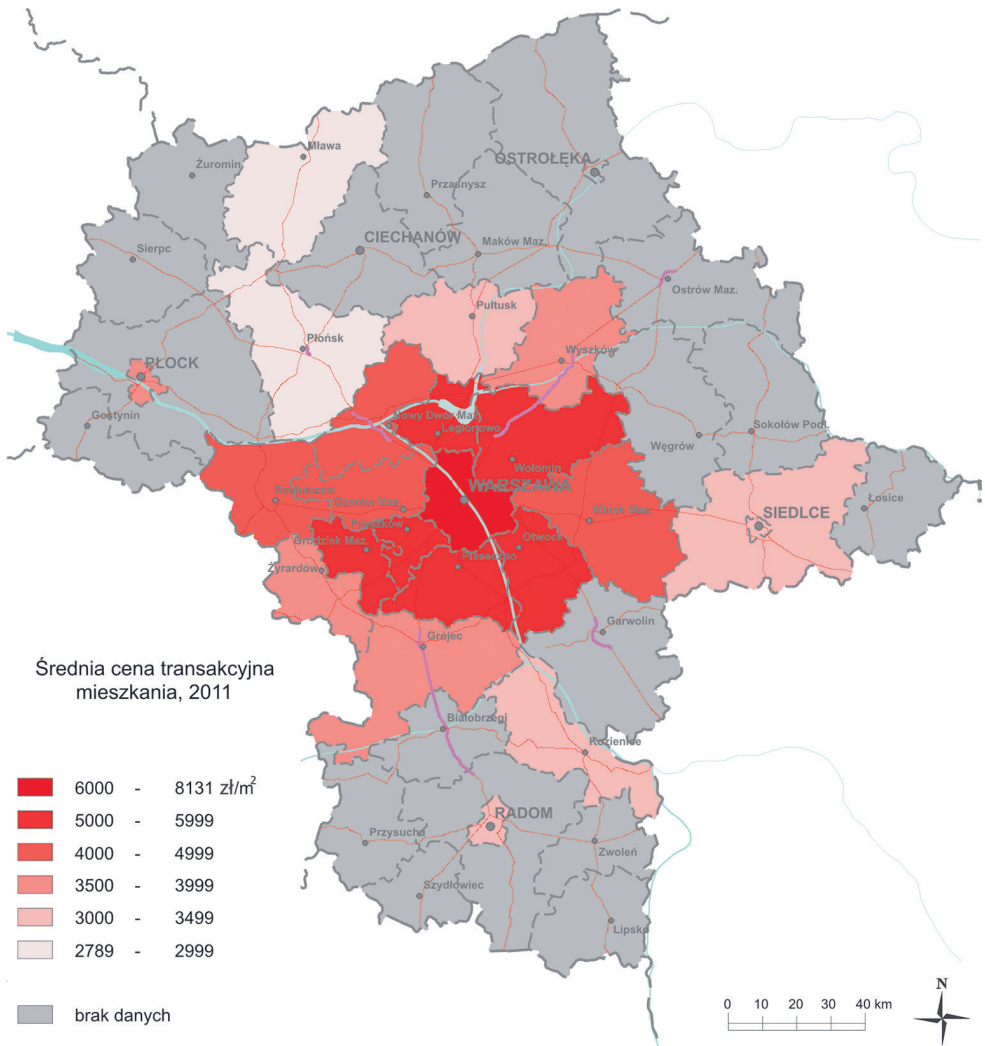 Mława
Żuromin
OSTROŁĘKA
Przasnysz
CIECHANÓW
Maków Maz.
Sierpc
Ostrów Maz.
Pułtusk
Płońsk
Wyszków
PŁOCK
Gostynin
Nowy Dwór Maz.
Legionowo
Sokołów Podl.
Węgrów
Wołomin
WARSZAWA
Sochaczew
Ożarów Maz.
Łosice
Mińsk Maz.
SIEDLCE
Pruszków
Grodzisk Maz.
Otwock
Piaseczno
Żyrardów
Garwolin
Grójec
Średnia cena transakcyjna
mieszkania, 2011
Białobrzegi
Kozienice
6000 - 8131 zł/m²
5000 - 5999
RADOM
Przysucha
4000 - 4999
Zwoleń
3500 - 3999
Szydłowiec
3000 - 3499
Lipsko
2789 - 2999
N
0 10 20 30 40 km
brak danych